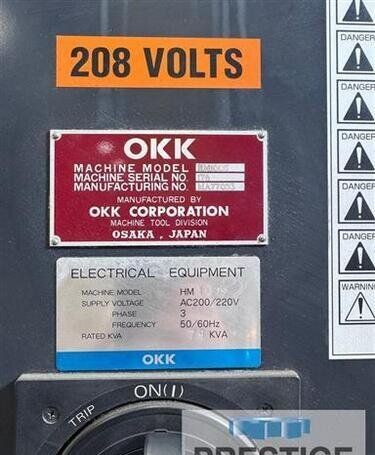 208 VOLTS
OKK
MACHINE MODEL
MACHINE SERIAL NO. 176
MANUFACTURING NO.
MANUFACTURED BY
OKK CORPORATION
MACHINE TOOL DIVISION
OSAKA, JAPAN
ELECTRICAL EQUIPMENT
MACHINE MODEL HM
SUPPLY VOLTAGE AC200/220V
PHASE 3
FREQUENCY 50/60Hz
RATED KVA KVA
OKK
ON(I)
TRIP
DANGER
DANGER
DANGER
DANGER
DANGER
WARNING
PRESTIGE